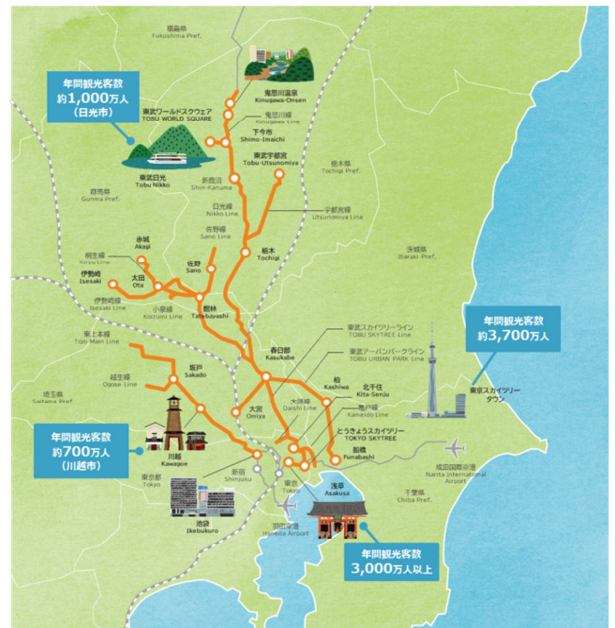 福島県
Fukushima Pref.
年間観光客数
約1,000万人
(日光市)
東武ワールドスクウェア
TOBU WORLD SQUARE
鬼怒川温泉
Kinugawa-Onsen
鬼怒川線
Kinugawa Line
下今市
Shimo-Imaichi
東武宇都宮
Tobu-Utsunomiya
東武日光
Tobu Nikko
新鹿沼
Shin-Kanuma
栃木県
Tochigi Pref.
群馬県
Gunma Pref.
日光線
Nikko Line
宇都宮線
Utsunomiya Line
佐野線
Sano Line
赤城
Akagi
桐生線
Kiryu Line
栃木
Tochigi
茨城県
Ibaraki Pref.
伊勢崎
Isesaki
太田
Ota
佐野
Sano
伊勢崎線
Isesaki Line
小泉線
Koizumi Line
館林
Tatebayashi
年間観光客数
約3,700万人
東上本線
Tojo Main Line
東武スカイツリーライン
TOBU SKYTREE Line
春日部
Kasukabe
東武アーバンパークライン
TOBU URBAN PARK Line
坂戸
Sakado
越生線
Ogose Line
柏
Kashiwa
北千住
Kita-Senju
東京スカイツリー
タウン
埼玉県
Saitama Pref.
大宮
Omiya
大師線
Daishi Line
亀戸線
Kameido Line
とうきょうスカイツリー
TOKYO SKYTREE
年間観光客数
約700万人
(川越市)
川越
Kawagoe
船橋
Funabashi
成田国際空港
Narita International
Airport
東京都
Tokyo
新宿
Shinjuku
東京
Tokyo
浅草
Asakusa
千葉県
Chiba Pref.
池袋
Ikebukuro
羽田空港
Haneda Airport
年間観光客数
3,000万人以上